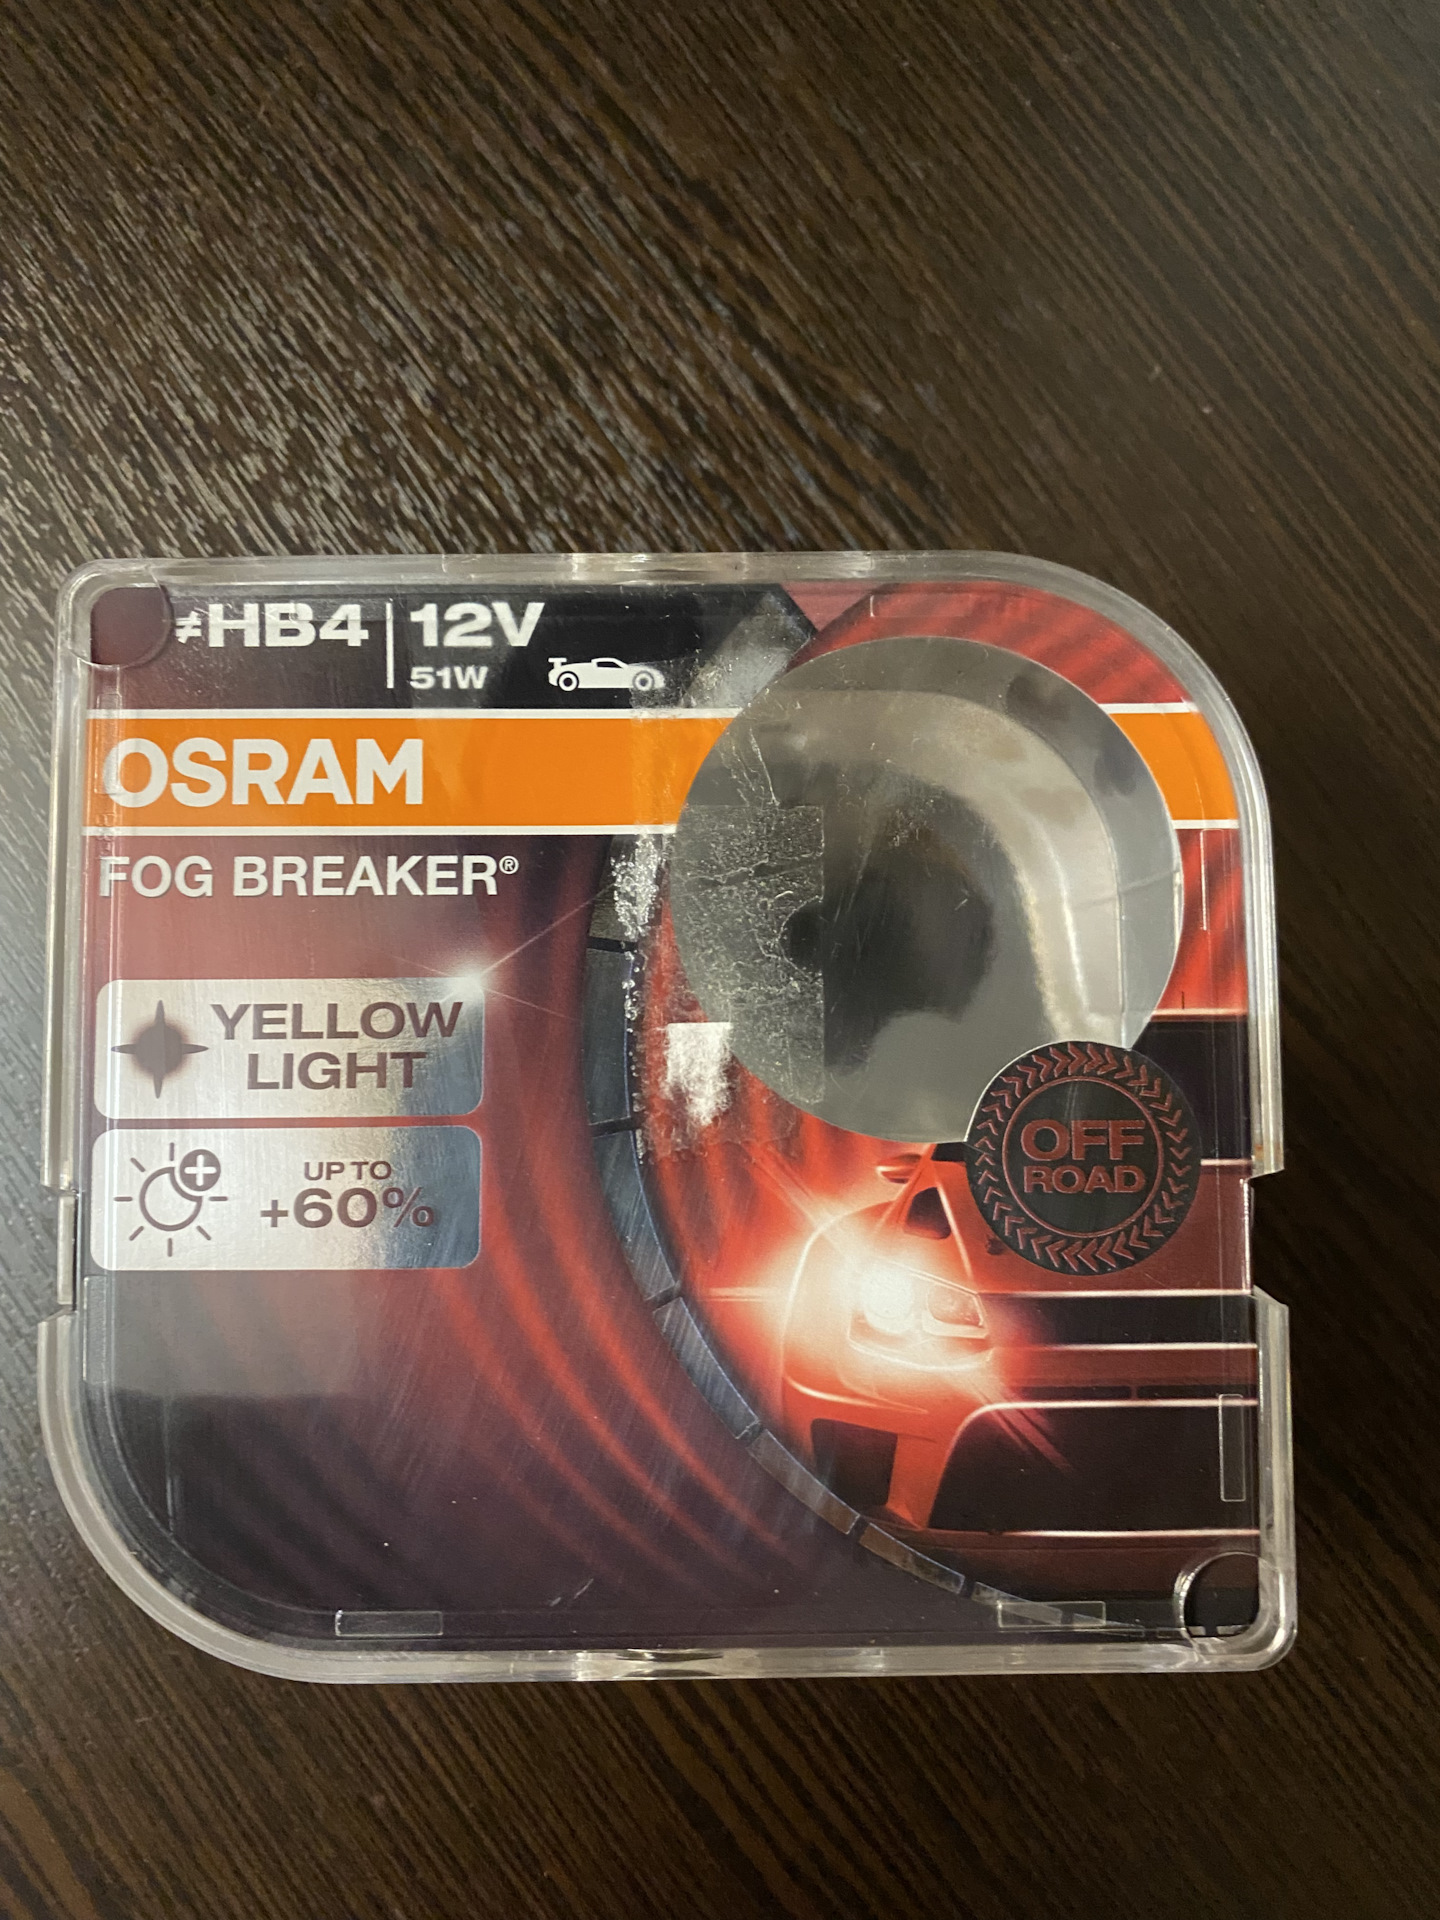 ≠HB4 | 12V
51W
OSRAM
FOG BREAKER®
YELLOW
LIGHT
UP TO
+60%
OFF
ROAD